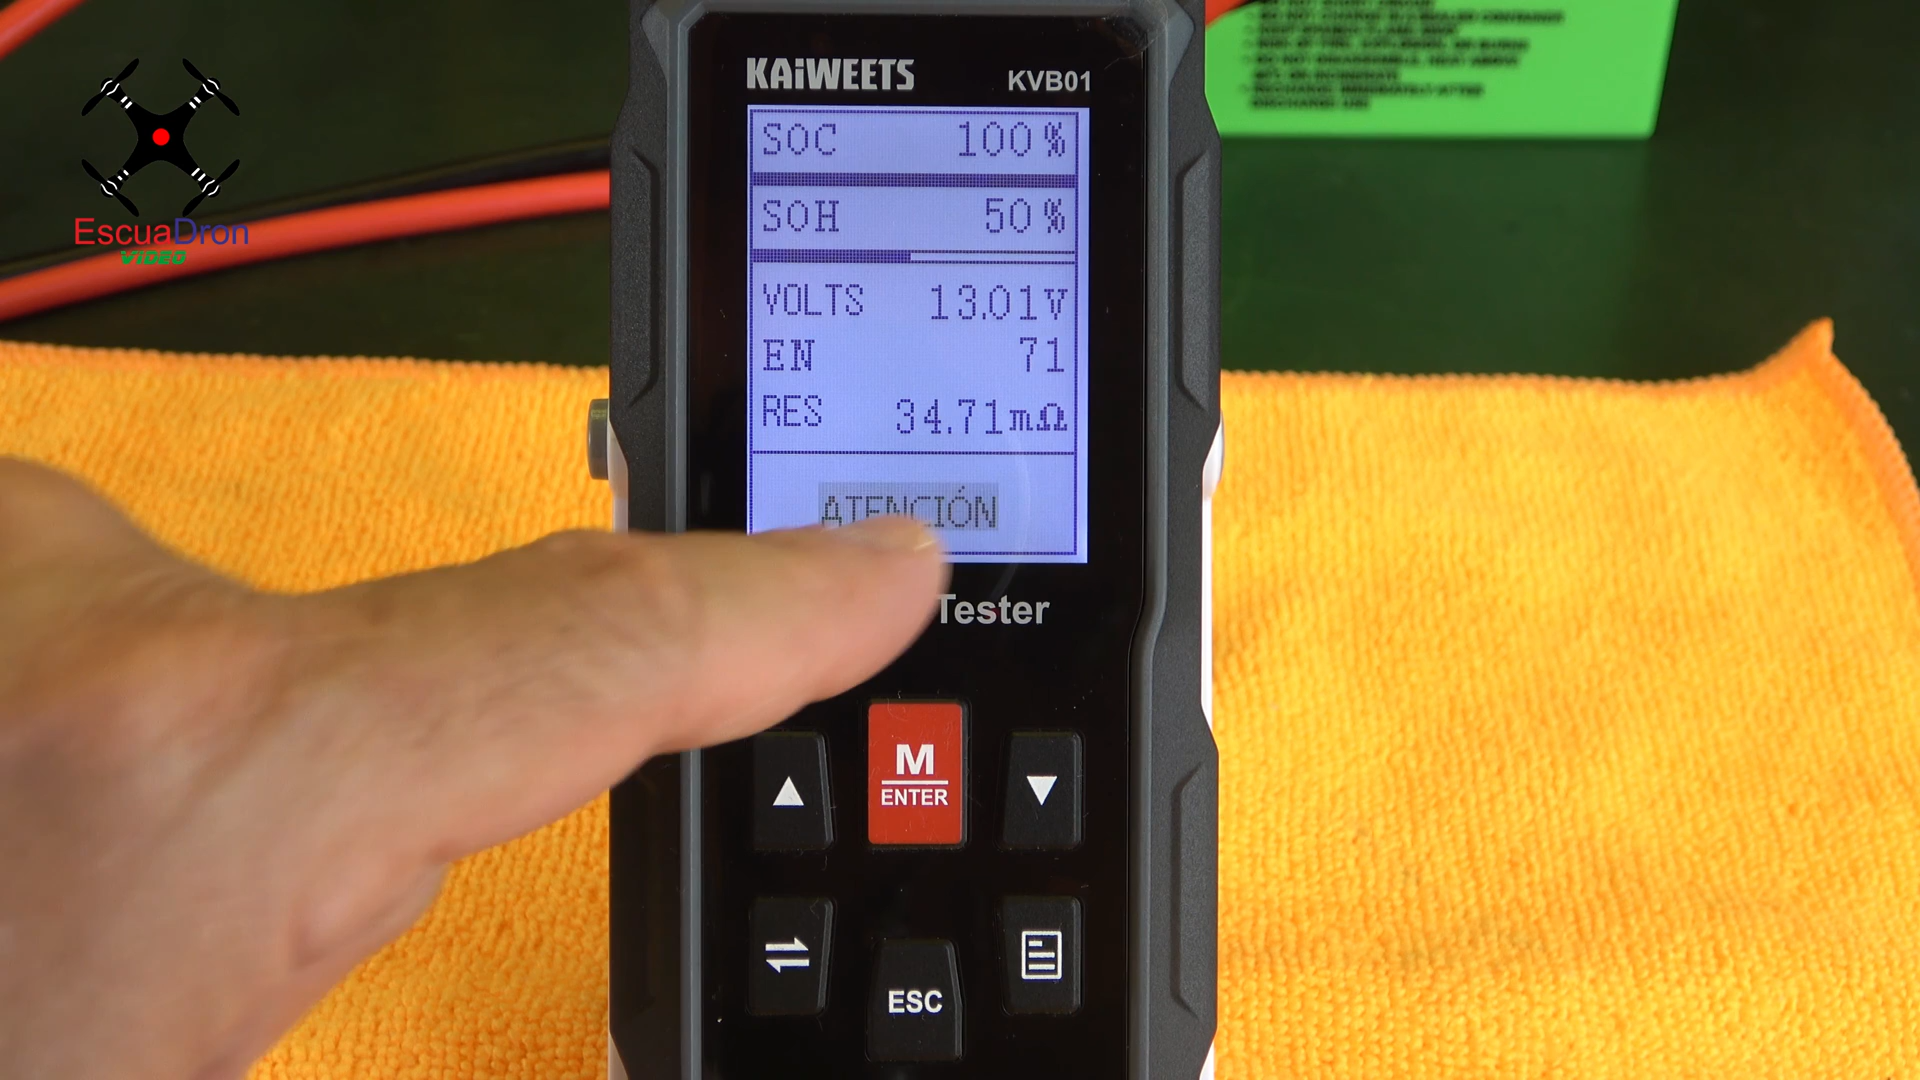 EscuaDron
VIDEO
KAiWEETS
KVB01
SOC 100%
SOH 50%
VOLTS 13.01V
EN 71
RES 34.71mΩ
ATENCIÓN
Tester
M
ENTER
ESC